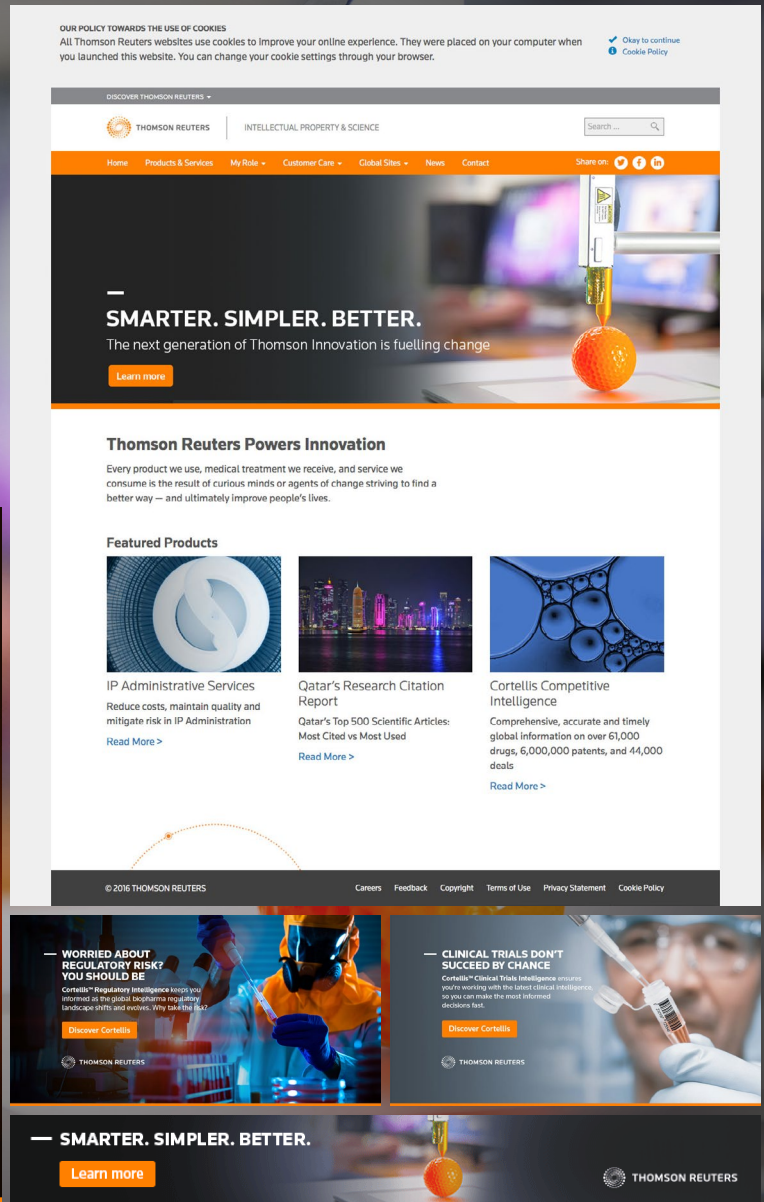 OUR POLICY TOWARDS THE USE OF COOKIES
All Thomson Reuters websites use cookies to improve your online experience. They were placed on your computer when
you launched this website. You can change your cookie settings through your browser.
Okay to continue
Cookie Policy
DISCOVER THOMSON REUTERS
THOMSON REUTERS
INTELLECTUAL PROPERTY & SCIENCE
Search ...
Home Products & Services My Role Customer Care Global Sites News Contact Share on:
SMARTER. SIMPLER. BETTER.
The next generation of Thomson Innovation is fuelling change
Learn more
Thomson Reuters Powers Innovation
Every product we use, medical treatment we receive, and service we
consume is the result of curious minds or agents of change striving to find a
better way — and ultimately improve people's lives.
Featured Products
IP Administrative Services
Reduce costs, maintain quality and
mitigate risk in IP Administration
Read More >
Qatar's Research Citation
Report
Qatar's Top 500 Scientific Articles:
Most Cited vs Most Used
Read More >
Cortellis Competitive
Intelligence
Comprehensive, accurate and timely
global information on over 61,000
drugs, 6,000,000 patents, and 44,000
deals
Read More >
© 2016 THOMSON REUTERS
Careers Feedback Copyright Terms of Use Privacy Statement Cookie Policy
WORRIED ABOUT
REGULATORY RISK?
YOU SHOULD BE
Cortellis™ Regulatory Intelligence keeps you
informed as the global biopharma regulatory
landscape shifts and evolves. Why take the risk?
Discover Cortellis
THOMSON REUTERS
CLINICAL TRIALS DON'T
SUCCEED BY CHANCE
Cortellis™ Clinical Trials Intelligence ensures
you're working with the latest clinical intelligence,
so you can make the most informed
decisions fast.
Discover Cortellis
THOMSON REUTERS
SMARTER. SIMPLER. BETTER.
Learn more
THOMSON REUTERS